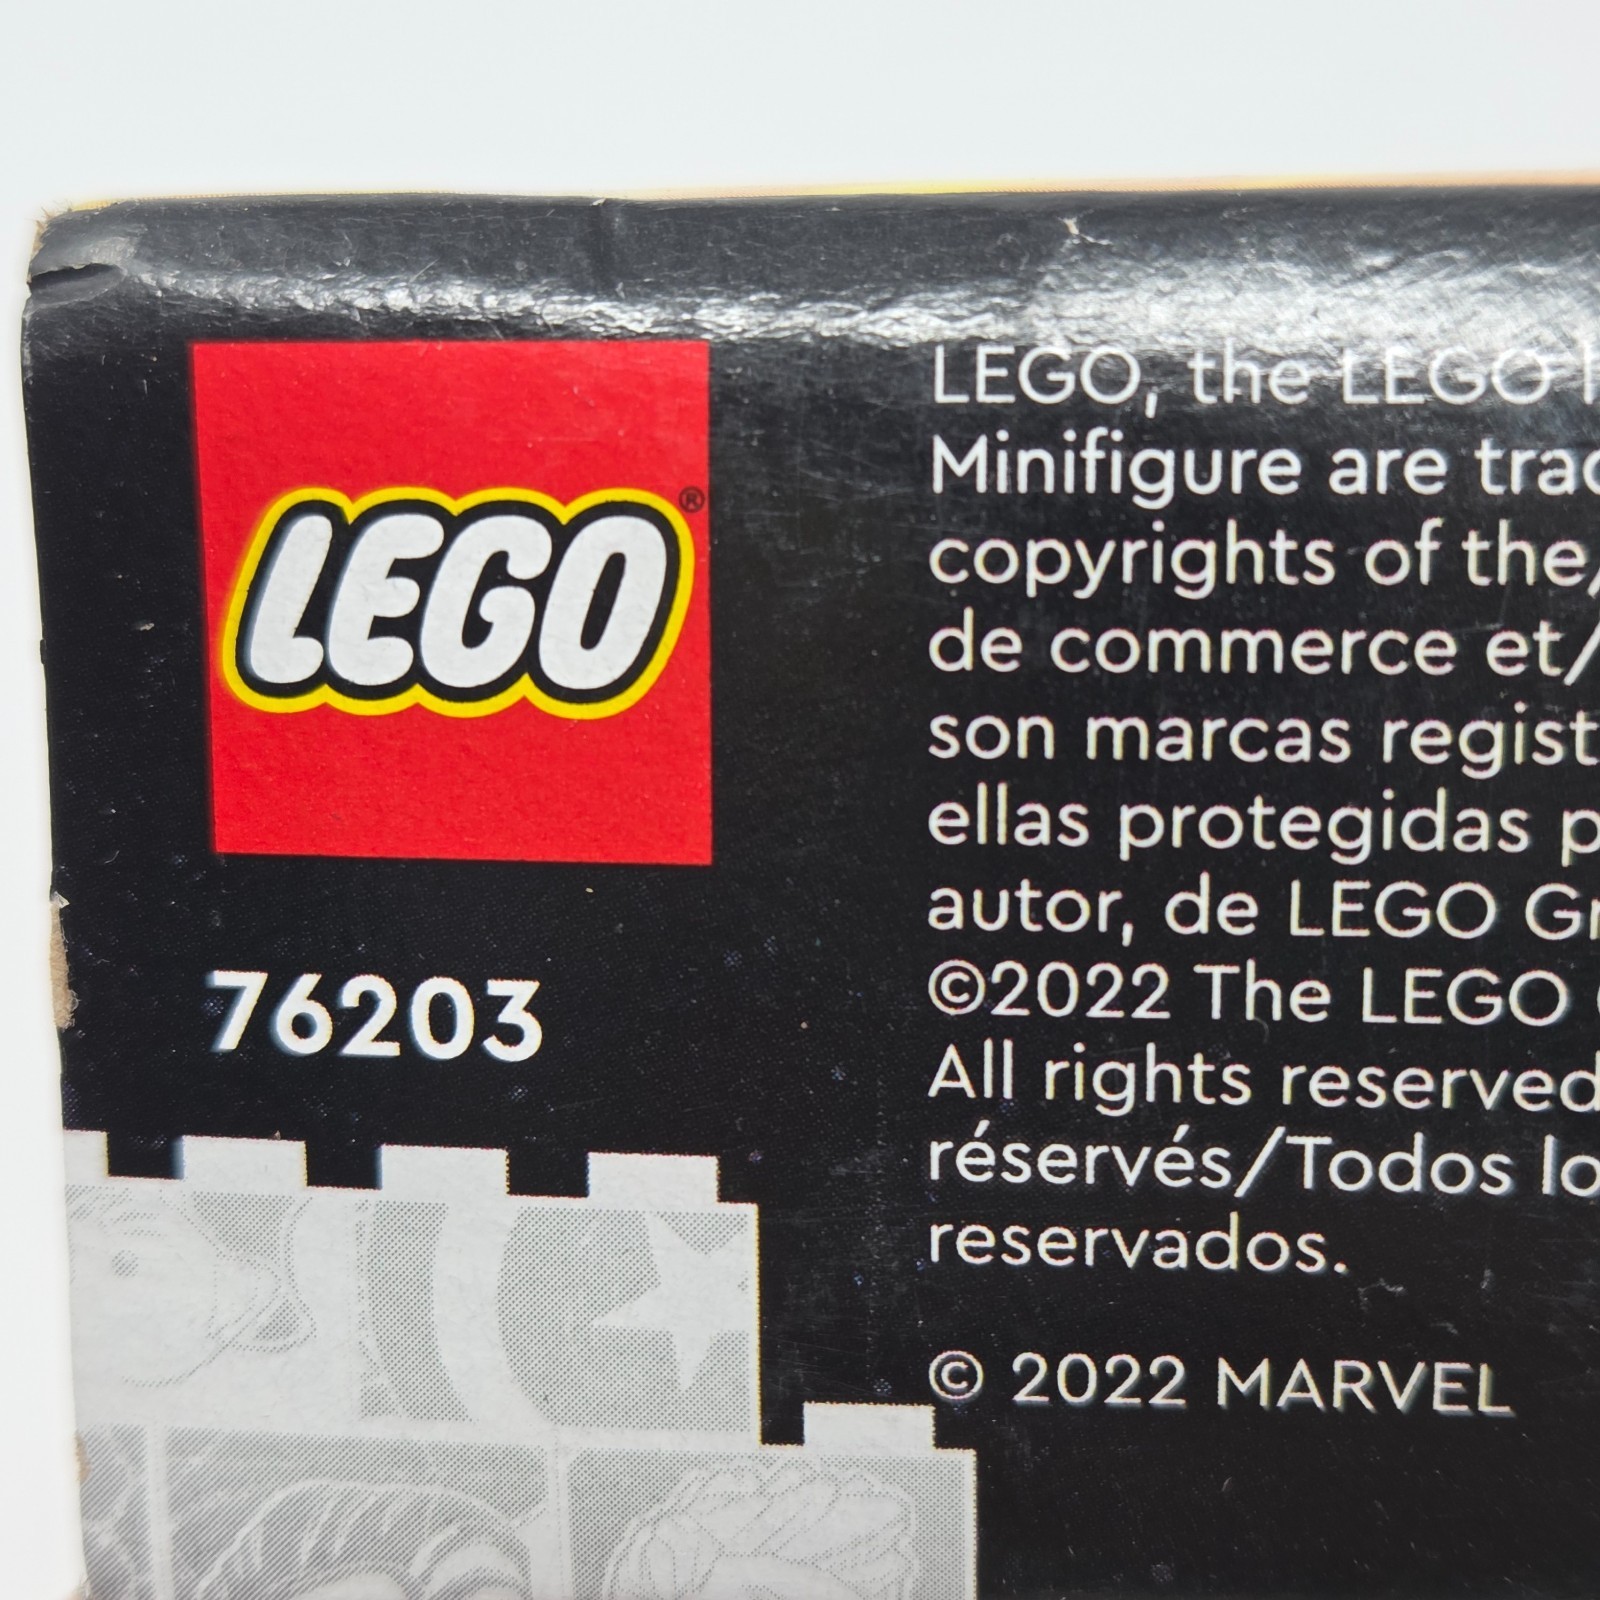 LEGO®
76203
LEGO, the LEGO
Minifigure are
copyrights of the/
de commerce et/
son marcas
ellas protegidas
autor, de LEGO
©2022 The LEGO
All rights reserved
réservés/Todos
reservados.
© 2022 MARVEL